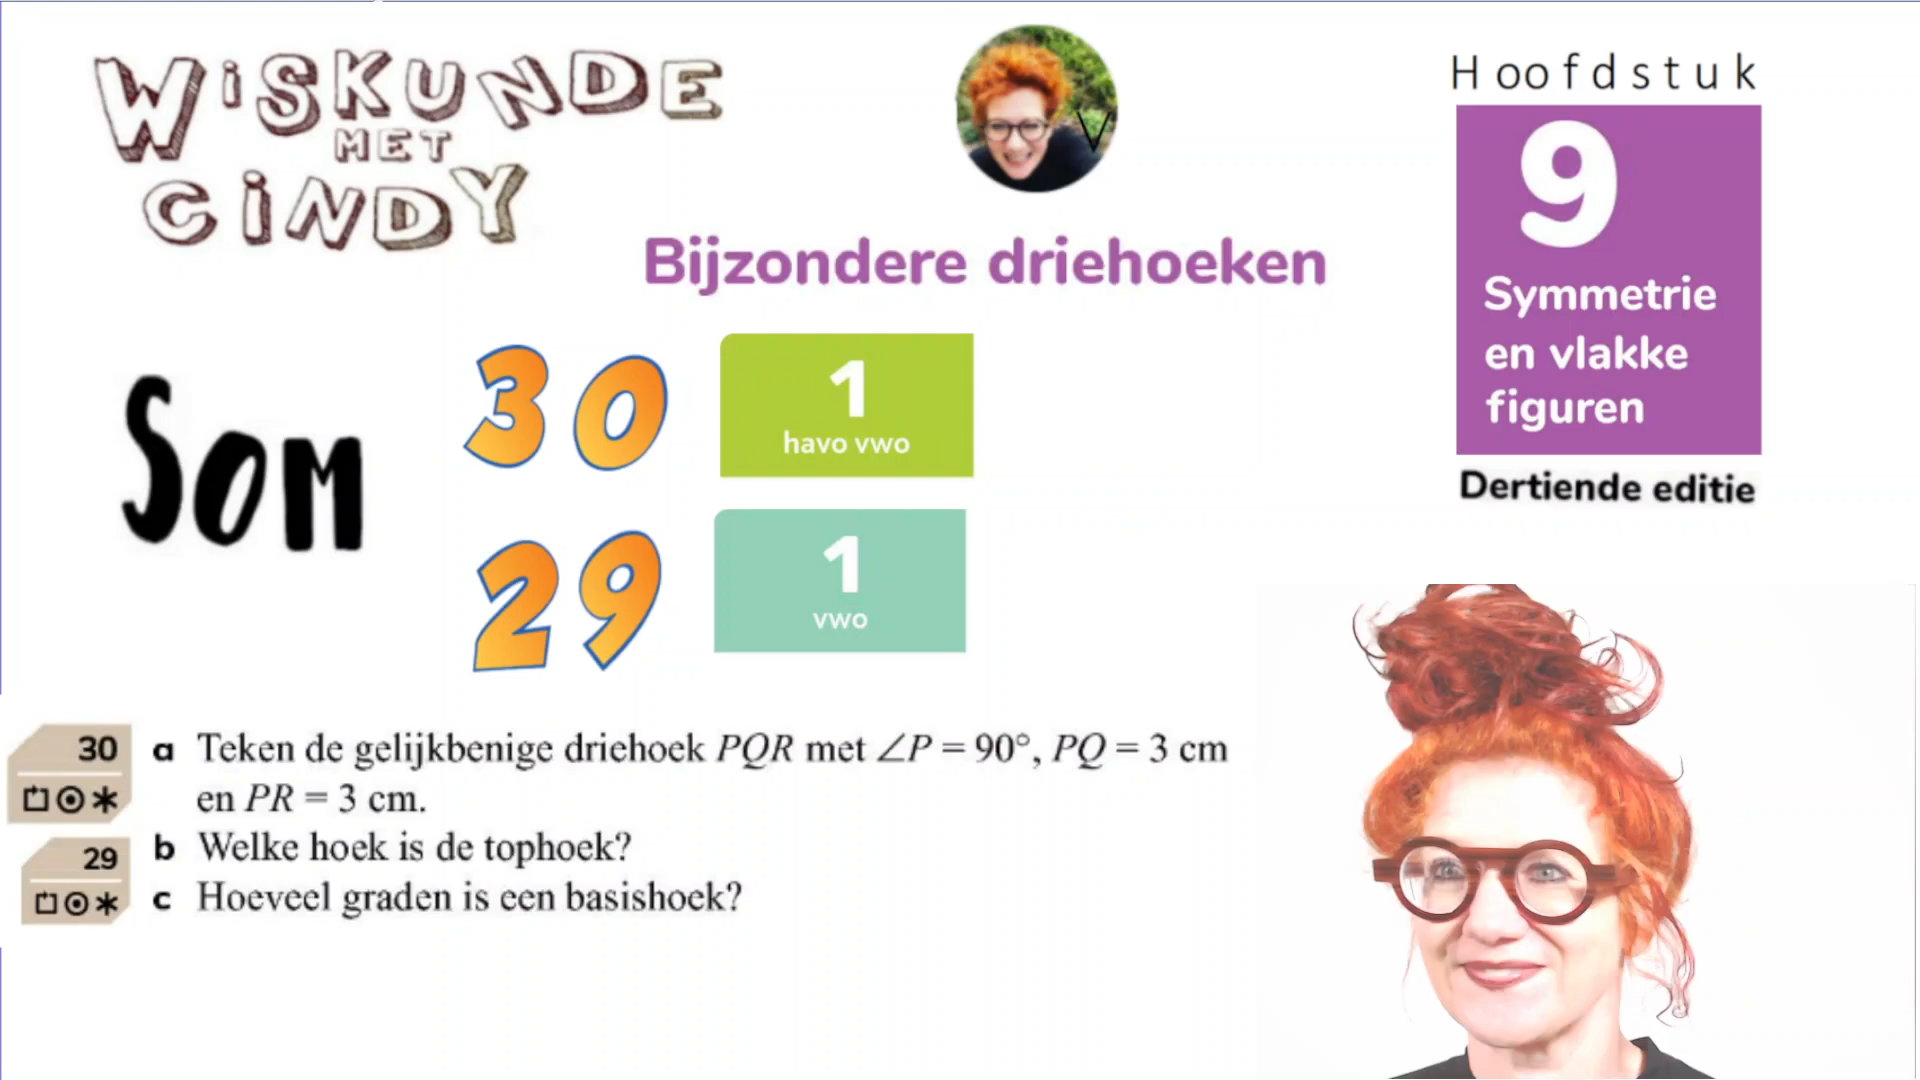 WiSKUNDE
MET
CiNDY
V
Hoofdstuk
9
Symmetrie
en vlakke
figuren
Dertiende editie
Bijzondere driehoeken
SOM
30
1
havo vwo
29
1
vwo
30
a Teken de gelijkbenige driehoek PQR met ∠P = 90°, PQ = 3 cm
en PR = 3 cm.
b Welke hoek is de tophoek?
29
c Hoeveel graden is een basishoek?